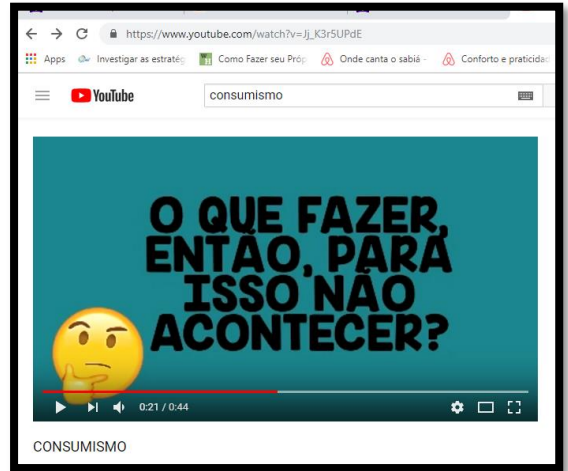 https://www.youtube.com/watch?v=Jj_K3r5UPdE
Apps Investigar as estratég Como Fazer seu Próp Onde canta o sabiá - Conforto e praticidad
YouTube consumismo
O QUE FAZER,
ENTÃO, PARA
ISSO NÃO
ACONTECER?
0:21 / 0:44
CONSUMISMO